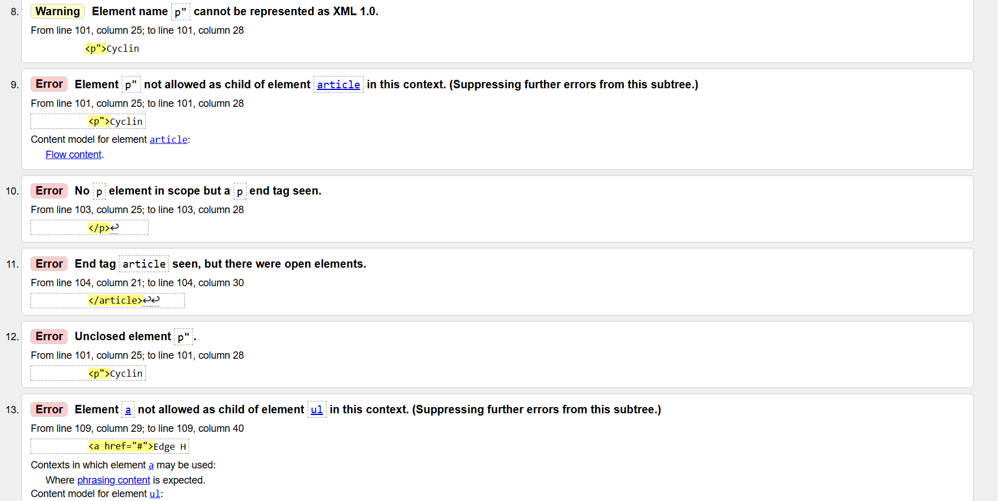 8. Warning Element name p" cannot be represented as XML 1.0.
From line 101, column 25; to line 101, column 28
<p">Cyclin
9. Error Element p" not allowed as child of element article in this context. (Suppressing further errors from this subtree.)
From line 101, column 25; to line 101, column 28
<p">Cyclin
Content model for element article:
Flow content.
10. Error No p element in scope but a p end tag seen.
From line 103, column 25; to line 103, column 28
</p>↩
11. Error End tag article seen, but there were open elements.
From line 104, column 21; to line 104, column 30
</article>↩↩
12. Error Unclosed element p".
From line 101, column 25; to line 101, column 28
<p">Cyclin
13. Error Element a not allowed as child of element ul in this context. (Suppressing further errors from this subtree.)
From line 109, column 29; to line 109, column 40
<a href="#">Edge H
Contexts in which element a may be used:
Where phrasing content is expected.
Content model for element ul: